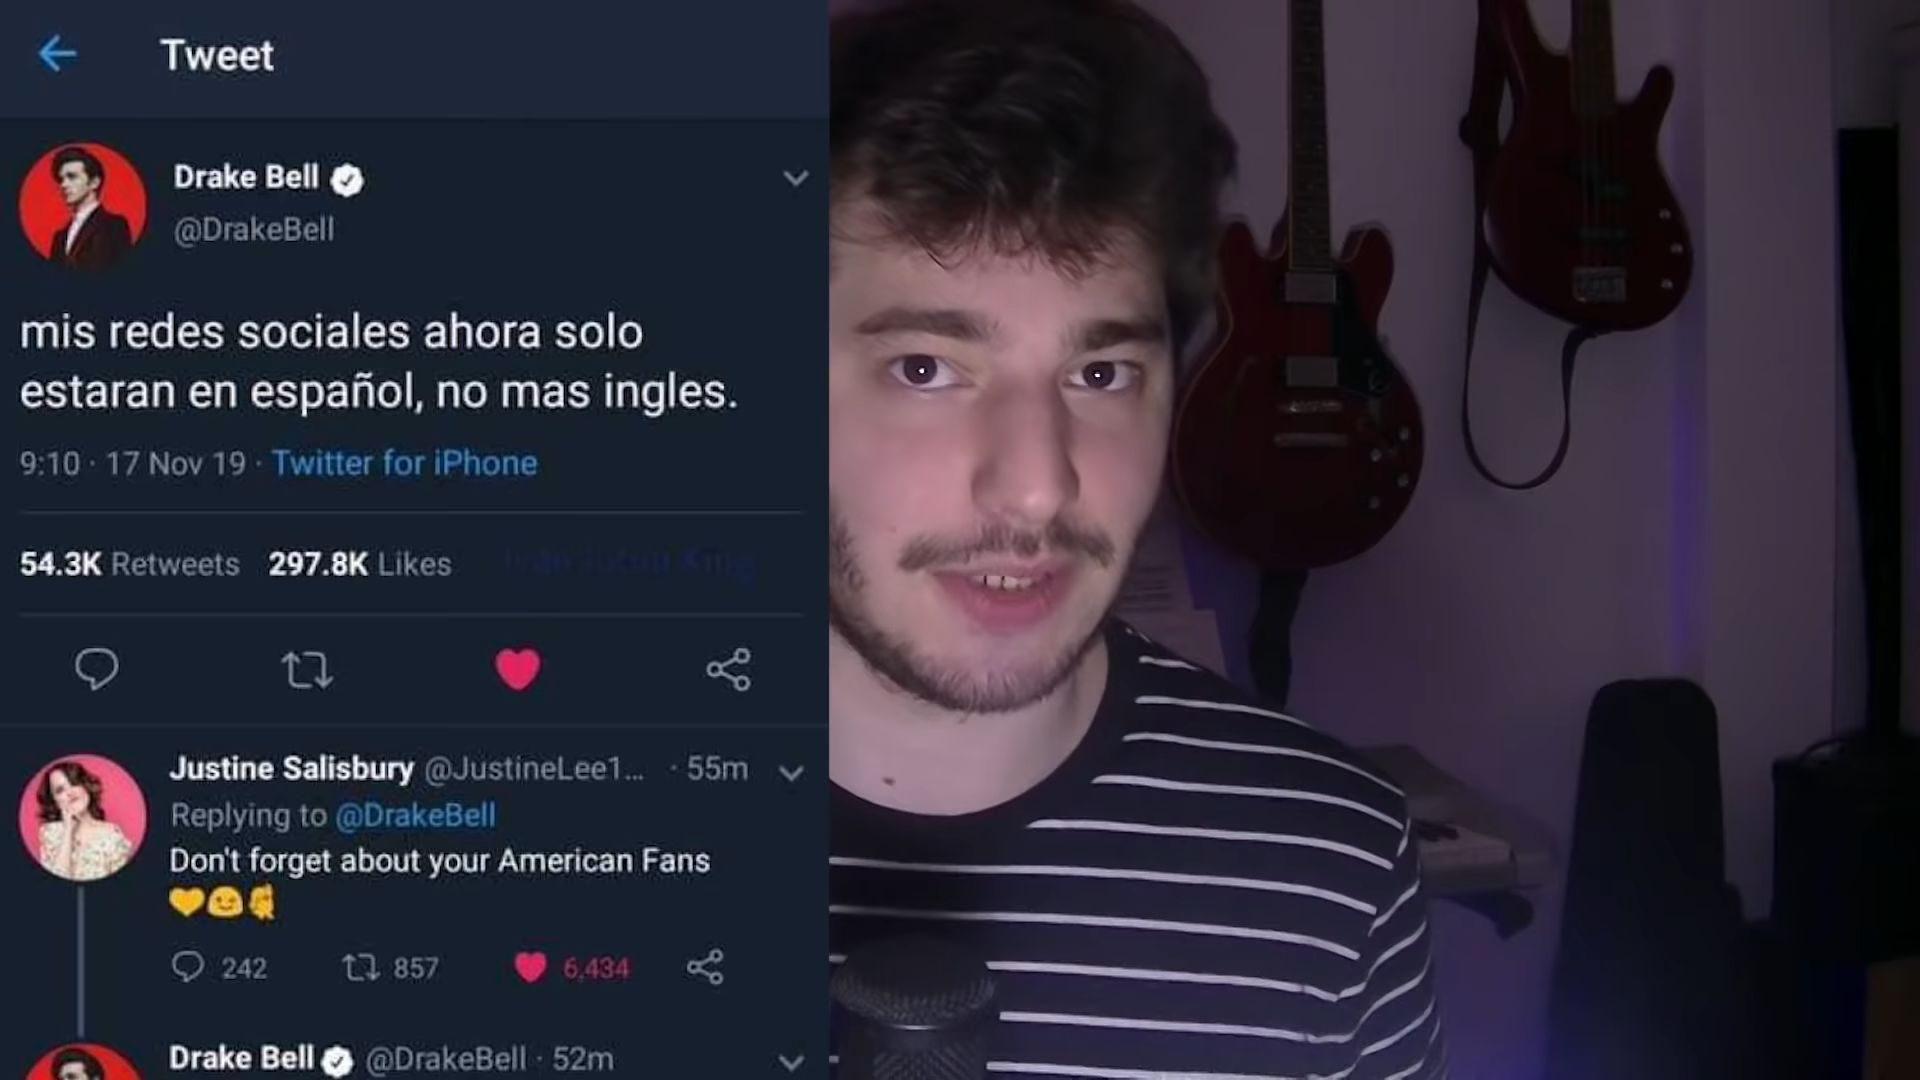 Tweet
Drake Bell
@DrakeBell
mis redes sociales ahora solo
estaran en español, no mas ingles.
9:10 · 17 Nov 19 · Twitter for iPhone
54.3K Retweets 297.8K Likes
Justine Salisbury @JustineLee1... · 55m
Replying to @DrakeBell
Don't forget about your American Fans
242 857 6,434
Drake Bell @DrakeBell · 52m